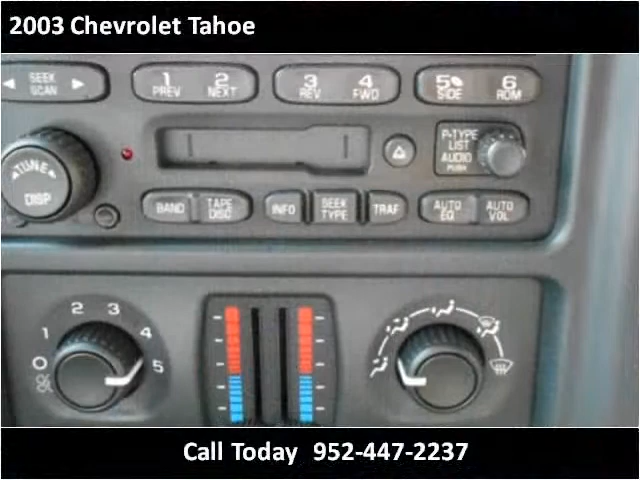 2003 Chevrolet Tahoe
SEEK
SCAN
1
PREV
2
NEXT
3
REV
4
FWD
5
SIDE
6
RDM
TUNE
DISP
P-TYPE
LIST
AUDIO
PUSH
BAND
TAPE
DISC
INFO
SEEK
TYPE
TRAF
AUTO
EQ
AUTO
VOL
0
1
2
3
4
5
Call Today 952-447-2237